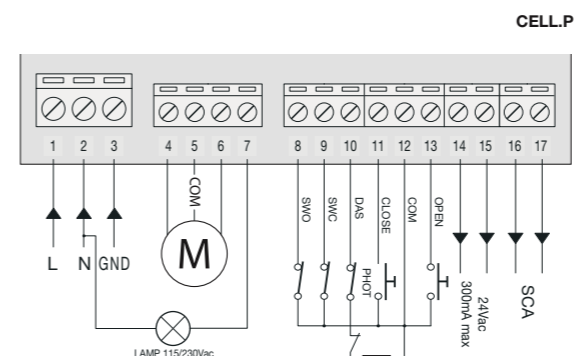 CELL.P
1 2 3 4 5 6 7 8 9 10 11 12 13 14 15 16 17
COM
SWO
SWC
DAS
CLOSE
COM
OPEN
PHOT
L N GND
M
24Vac
300mA max
SCA
LAMP 115/230Vac